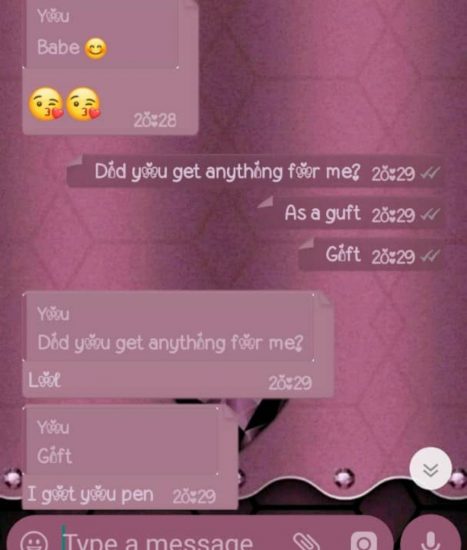 You
Babe 😊
😘😘
20:28
Did you get anything for me? 20:29
As a guft 20:29
Gift 20:29
You
Did you get anything for me?
Lol 20:29
You
Gift
I got you pen 20:29
Type a message